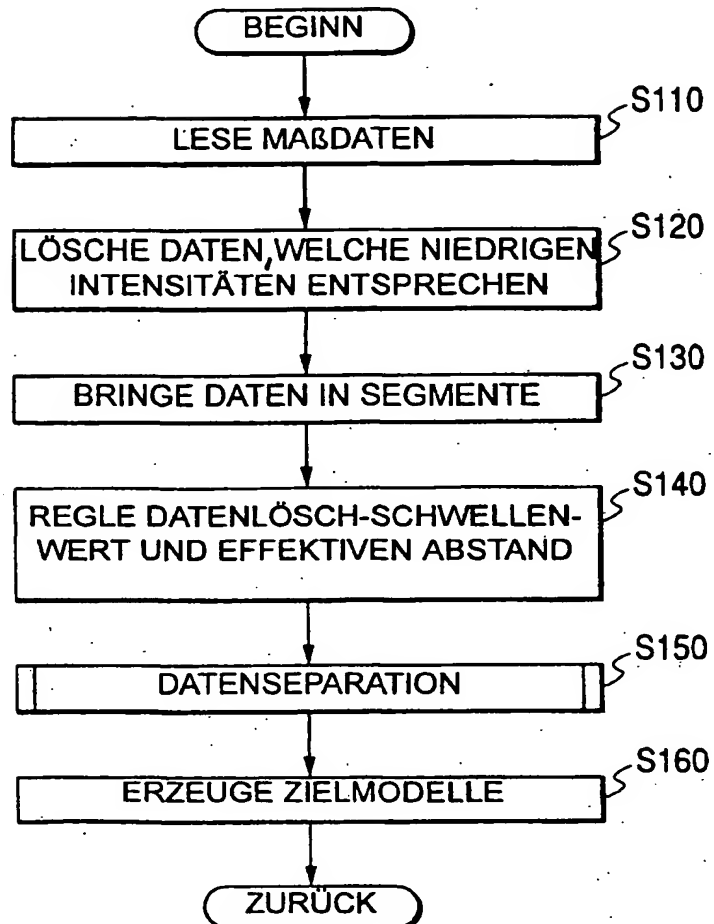 BEGINN
S110
LESE MAßDATEN
S120
LÖSCHE DATEN, WELCHE NIEDRIGEN
INTENSITÄTEN ENTSPRECHEN
S130
BRINGE DATEN IN SEGMENTE
S140
REGLE DATENLÖSCH-SCHWELLEN-
WERT UND EFFEKTIVEN ABSTAND
S150
DATENSEPARATION
S160
ERZEUGE ZIELMODELLE
ZURÜCK